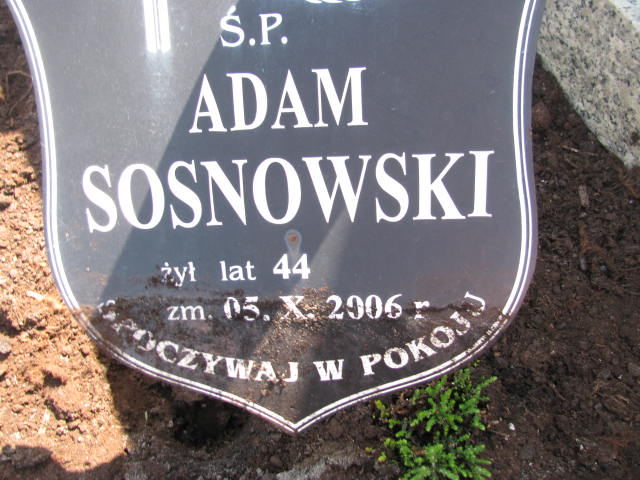 Ś.P.
ADAM
SOSNOWSKI
żył lat 44
zm. 05. X. 2006 r
SPOCZYWAJ W POKOJU